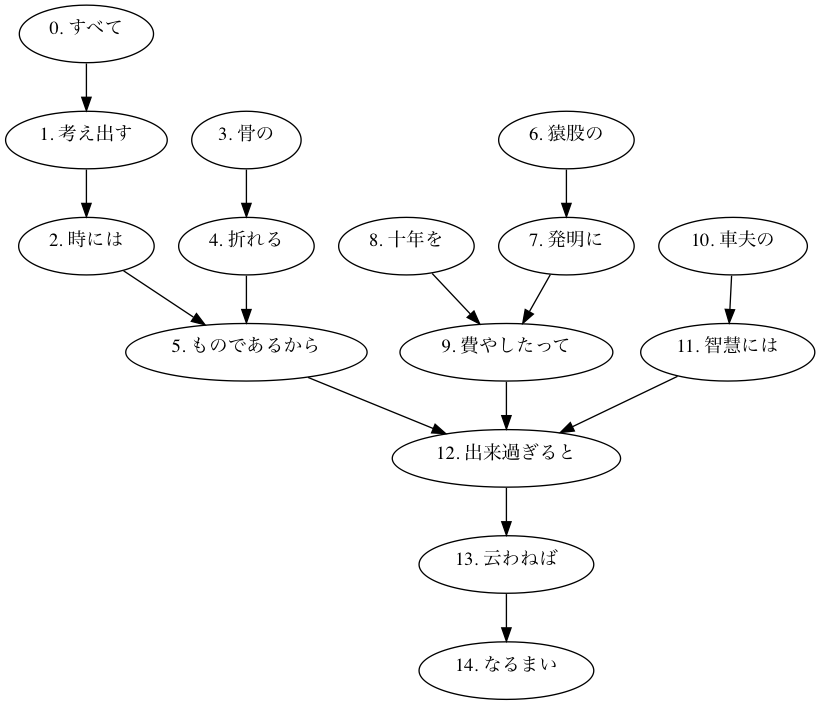 0. すべて
1. 考え出す
3. 骨の
6. 猿股の
2. 時には
4. 折れる
8. 十年を
7. 発明に
10. 車夫の
5. ものであるから
9. 費やしたって
11. 智慧には
12. 出来過ぎると
13. 云わねば
14. なるまい